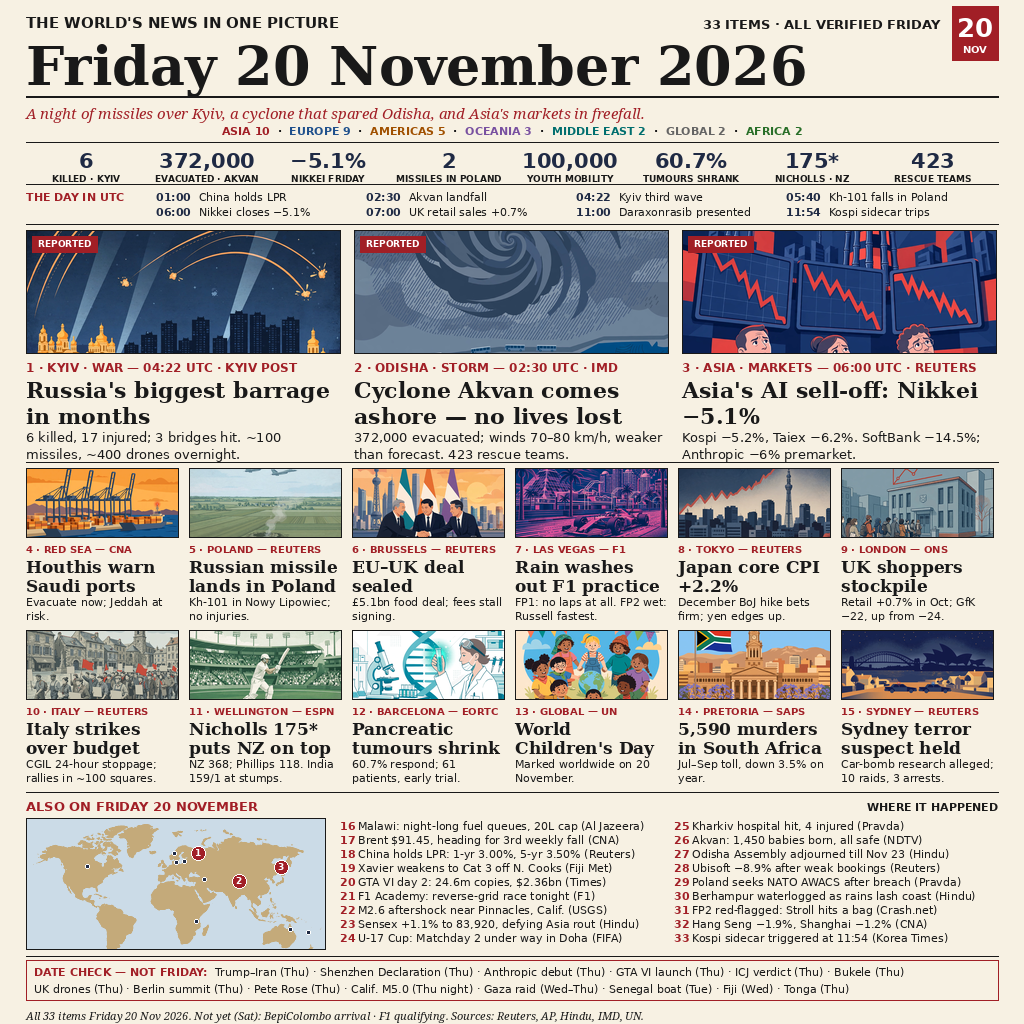 THE WORLD'S NEWS IN ONE PICTURE
33 ITEMS · ALL VERIFIED FRIDAY
20
NOV
Friday 20 November 2026
A night of missiles over Kyiv, a cyclone that spared Odisha, and Asia's markets in freefall.
ASIA 10 · EUROPE 9 · AMERICAS 5 · OCEANIA 3 · MIDDLE EAST 2 · GLOBAL 2 · AFRICA 2
6
KILLED · KYIV
372,000
EVACUATED · AKVAN
−5.1%
NIKKEI FRIDAY
2
MISSILES IN POLAND
100,000
YOUTH MOBILITY
60.7%
TUMOURS SHRANK
175*
NICHOLLS · NZ
423
RESCUE TEAMS
THE DAY IN UTC
01:00 China holds LPR
02:30 Akvan landfall
04:22 Kyiv third wave
05:40 Kh-101 falls in Poland
06:00 Nikkei closes −5.1%
07:00 UK retail sales +0.7%
11:00 Daraxonrasib presented
11:54 Kospi sidecar trips
REPORTED
1 · KYIV · WAR — 04:22 UTC · KYIV POST
Russia's biggest barrage
in months
6 killed, 17 injured; 3 bridges hit. ~100
missiles, ~400 drones overnight.
REPORTED
2 · ODISHA · STORM — 02:30 UTC · IMD
Cyclone Akvan comes
ashore — no lives lost
372,000 evacuated; winds 70–80 km/h, weaker
than forecast. 423 rescue teams.
REPORTED
3 · ASIA · MARKETS — 06:00 UTC · REUTERS
Asia's AI sell-off: Nikkei
−5.1%
Kospi −5.2%, Taiex −6.2%. SoftBank −14.5%;
Anthropic −6% premarket.
4 · RED SEA — CNA
Houthis warn
Saudi ports
Evacuate now; Jeddah at
risk.
5 · POLAND — REUTERS
Russian missile
lands in Poland
Kh-101 in Nowy Lipowiec;
no injuries.
6 · BRUSSELS — REUTERS
EU–UK deal
sealed
£5.1bn food deal; fees stall
signing.
7 · LAS VEGAS — F1
Rain washes
out F1 practice
FP1: no laps at all. FP2 wet:
Russell fastest.
8 · TOKYO — REUTERS
Japan core CPI
+2.2%
December BoJ hike bets
firm; yen edges up.
9 · LONDON — ONS
UK shoppers
stockpile
Retail +0.7% in Oct; GfK
−22, up from −24.
10 · ITALY — REUTERS
Italy strikes
over budget
CGIL 24-hour stoppage;
rallies in ~100 squares.
11 · WELLINGTON — ESPN
Nicholls 175*
puts NZ on top
NZ 368; Phillips 118. India
159/1 at stumps.
12 · BARCELONA — EORTC
Pancreatic
tumours shrink
60.7% respond; 61
patients, early trial.
13 · GLOBAL — UN
World
Children's Day
Marked worldwide on 20
November.
14 · PRETORIA — SAPS
5,590 murders
in South Africa
Jul–Sep toll, down 3.5% on
year.
15 · SYDNEY — REUTERS
Sydney terror
suspect held
Car-bomb research alleged;
10 raids, 3 arrests.
ALSO ON FRIDAY 20 NOVEMBER
WHERE IT HAPPENED
1
2
3
16 Malawi: night-long fuel queues, 20L cap (Al Jazeera)
17 Brent $91.45, heading for 3rd weekly fall (CNA)
18 China holds LPR: 1-yr 3.00%, 5-yr 3.50% (Reuters)
19 Xavier weakens to Cat 3 off N. Cooks (Fiji Met)
20 GTA VI day 2: 24.6m copies, $2.36bn (Times)
21 F1 Academy: reverse-grid race tonight (F1)
22 M2.6 aftershock near Pinnacles, Calif. (USGS)
23 Sensex +1.1% to 83,920, defying Asia rout (Hindu)
24 U-17 Cup: Matchday 2 under way in Doha (FIFA)
25 Kharkiv hospital hit, 4 injured (Pravda)
26 Akvan: 1,450 babies born, all safe (NDTV)
27 Odisha Assembly adjourned till Nov 23 (Hindu)
28 Ubisoft −8.9% after weak bookings (Reuters)
29 Poland seeks NATO AWACS after breach (Pravda)
30 Berhampur waterlogged as rains lash coast (Hindu)
31 FP2 red-flagged: Stroll hits a bag (Crash.net)
32 Hang Seng −1.9%, Shanghai −1.2% (CNA)
33 Kospi sidecar triggered at 11:54 (Korea Times)
DATE CHECK — NOT FRIDAY: Trump–Iran (Thu) · Shenzhen Declaration (Thu) · Anthropic debut (Thu) · GTA VI launch (Thu) · ICJ verdict (Thu) · Bukele (Thu)
UK drones (Thu) · Berlin summit (Thu) · Pete Rose (Thu) · Calif. M5.0 (Thu night) · Gaza raid (Wed–Thu) · Senegal boat (Tue) · Fiji (Wed) · Tonga (Thu)
All 33 items Friday 20 Nov 2026. Not yet (Sat): BepiColombo arrival · F1 qualifying. Sources: Reuters, AP, Hindu, IMD, UN.